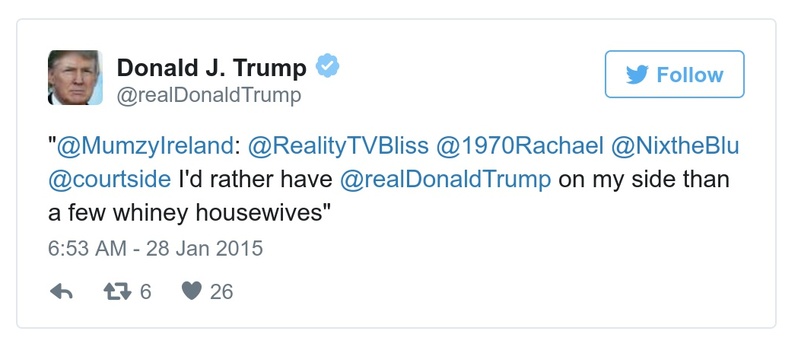 Donald J. Trump
@realDonaldTrump
Follow
"@MumzyIreland: @RealityTVBliss @1970Rachael @NixtheBlu
@courtside I'd rather have @realDonaldTrump on my side than
a few whiney housewives"
6:53 AM - 28 Jan 2015
6 26